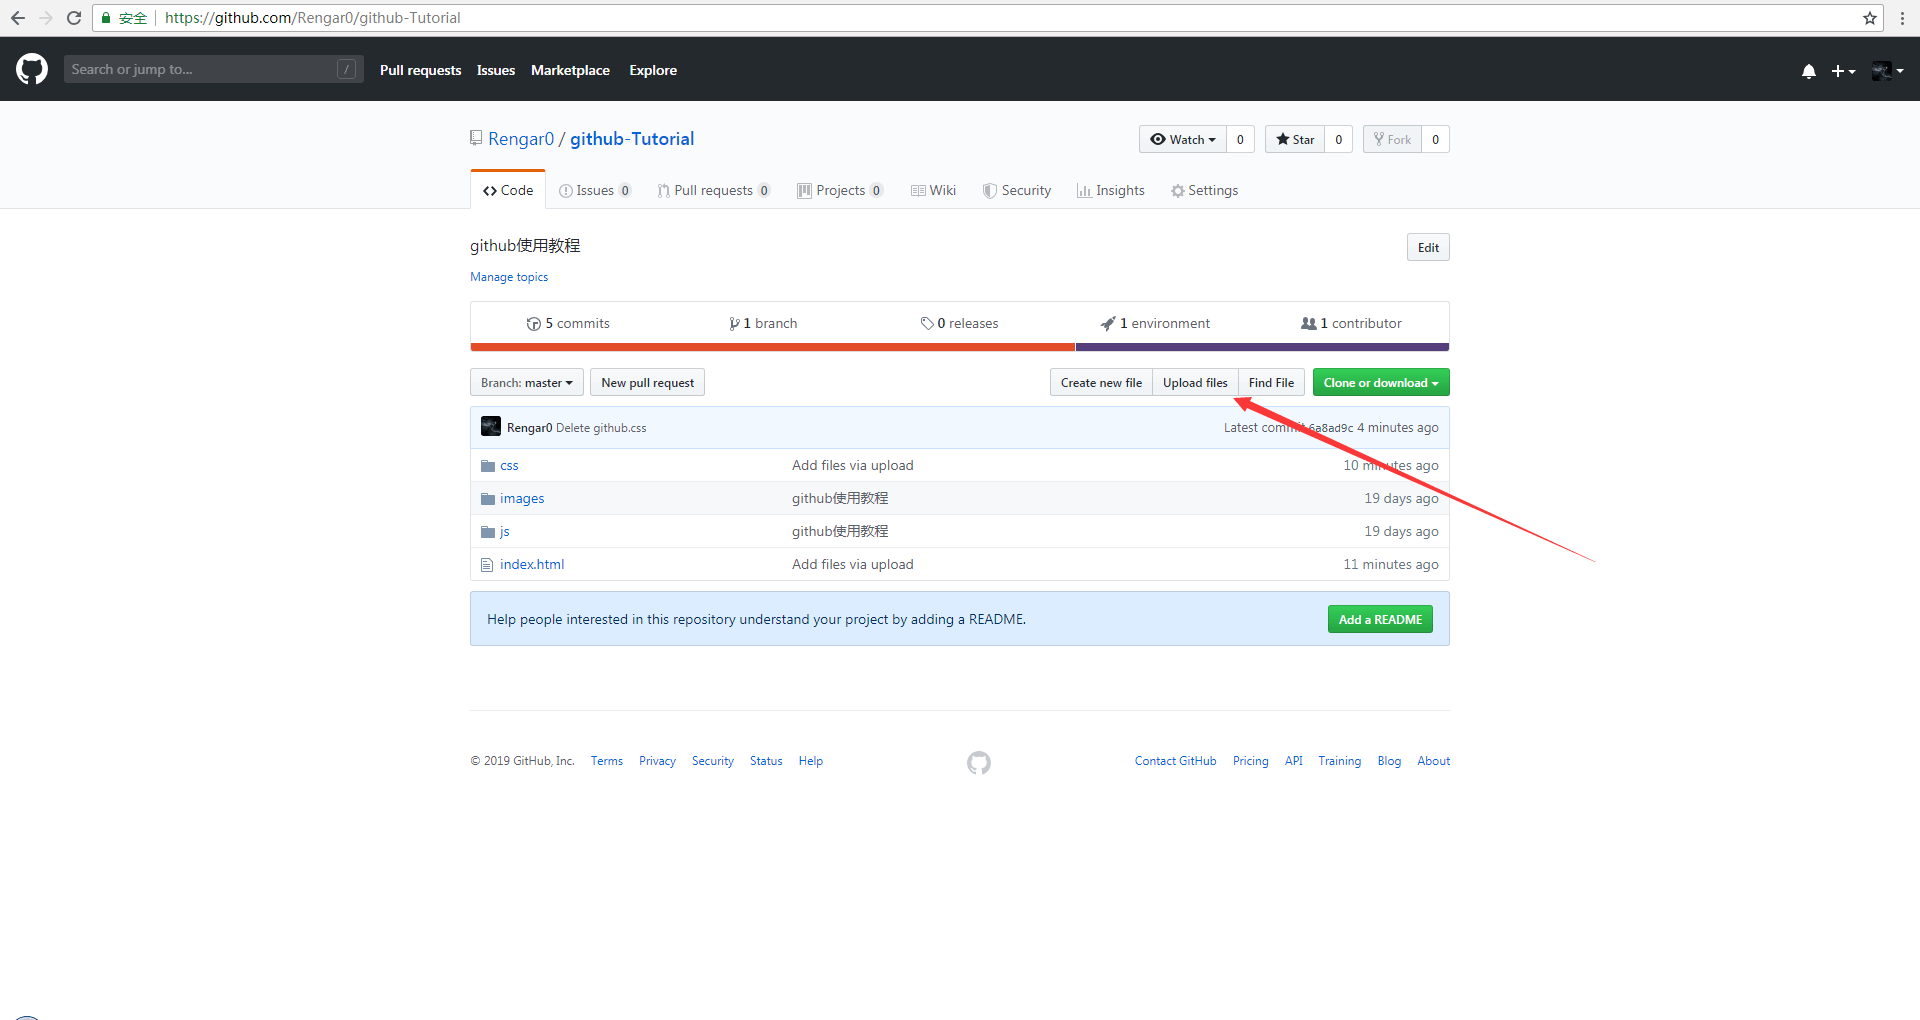 安全 https://github.com/Rengar0/github-Tutorial
Search or jump to... / Pull requests Issues Marketplace Explore
Rengar0 / github-Tutorial Watch 0 Star 0 Fork 0
Code Issues 0 Pull requests 0 Projects 0 Wiki Security Insights Settings
github使用教程 Edit
Manage topics
5 commits 1 branch 0 releases 1 environment 1 contributor
Branch: master New pull request Create new file Upload files Find File Clone or download
Rengar0 Delete github.css Latest commit 6a8ad9c 4 minutes ago
css Add files via upload 10 minutes ago
images github使用教程 19 days ago
js github使用教程 19 days ago
index.html Add files via upload 11 minutes ago
Help people interested in this repository understand your project by adding a README. Add a README
© 2019 GitHub, Inc. Terms Privacy Security Status Help Contact GitHub Pricing API Training Blog About